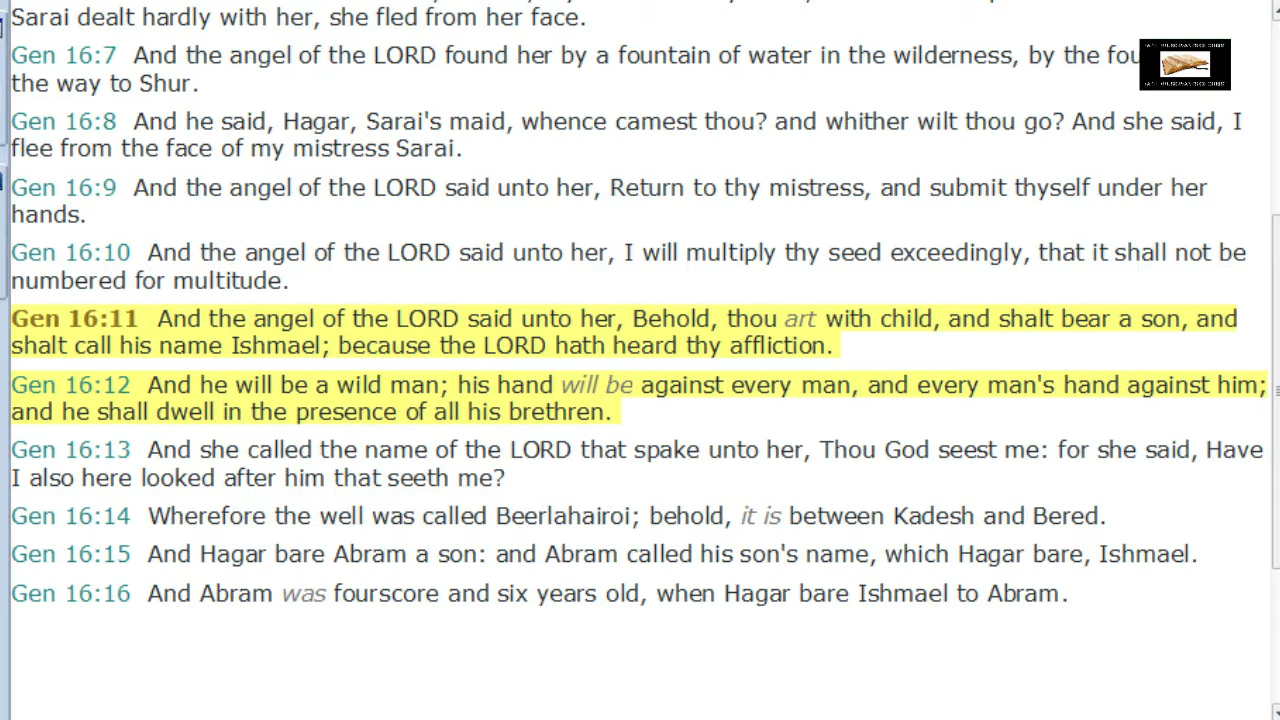 Sarai dealt hardly with her, she fled from her face.
Gen 16:7 And the angel of the LORD found her by a fountain of water in the wilderness, by the fou
the way to Shur.
Gen 16:8 And he said, Hagar, Sarai's maid, whence camest thou? and whither wilt thou go? And she said, I
flee from the face of my mistress Sarai.
Gen 16:9 And the angel of the LORD said unto her, Return to thy mistress, and submit thyself under her
hands.
Gen 16:10 And the angel of the LORD said unto her, I will multiply thy seed exceedingly, that it shall not be
numbered for multitude.
Gen 16:11 And the angel of the LORD said unto her, Behold, thou art with child, and shalt bear a son, and
shalt call his name Ishmael; because the LORD hath heard thy affliction.
Gen 16:12 And he will be a wild man; his hand will be against every man, and every man's hand against him;
and he shall dwell in the presence of all his brethren.
Gen 16:13 And she called the name of the LORD that spake unto her, Thou God seest me: for she said, Have
I also here looked after him that seeth me?
Gen 16:14 Wherefore the well was called Beerlahairoi; behold, it is between Kadesh and Bered.
Gen 16:15 And Hagar bare Abram a son: and Abram called his son's name, which Hagar bare, Ishmael.
Gen 16:16 And Abram was fourscore and six years old, when Hagar bare Ishmael to Abram.